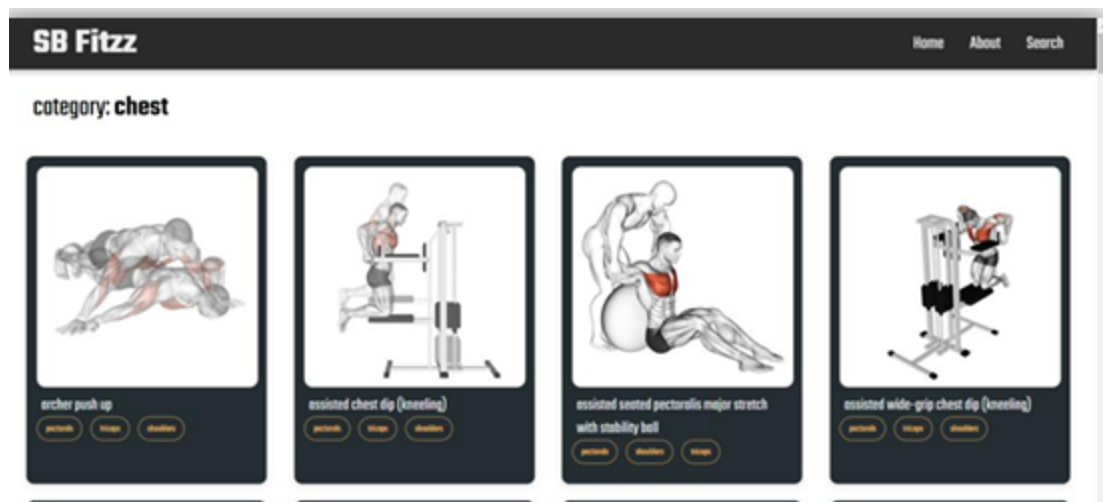 SB Fitzz
Home About Search
category: chest
archer push up
pectorals triceps shoulders
assisted chest dip (kneeling)
pectorals triceps shoulders
assisted seated pectoralis major stretch
with stability ball
pectorals shoulders triceps
assisted wide-grip chest dip (kneeling)
pectorals triceps shoulders